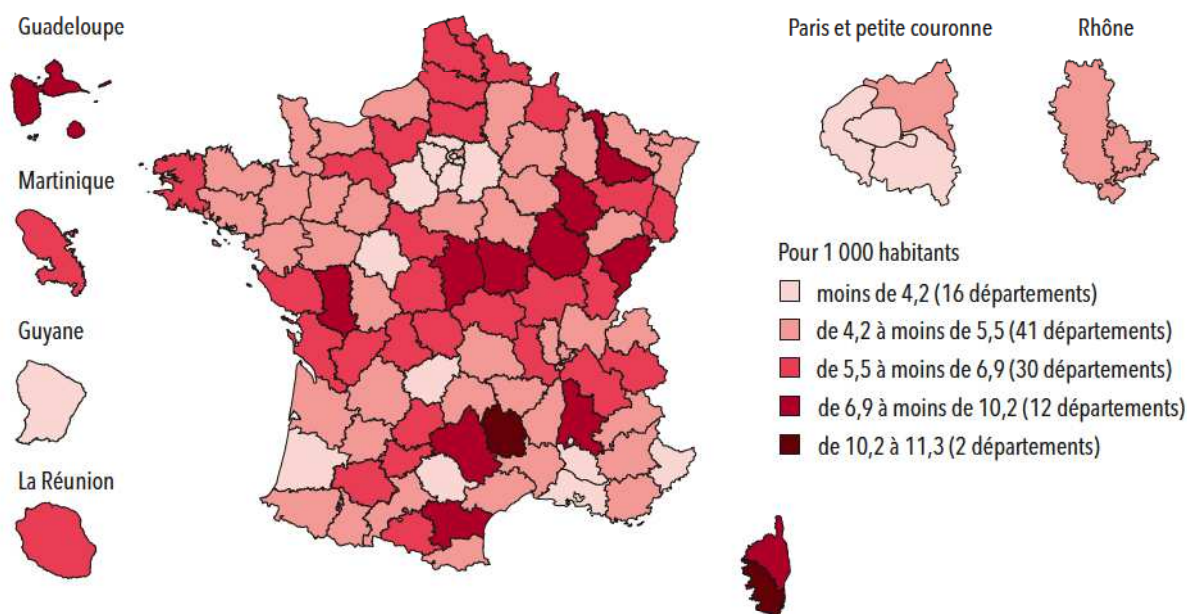 Guadeloupe
Martinique
Guyane
La Réunion
Paris et petite couronne
Rhône
Pour 1 000 habitants
moins de 4,2 (16 départements)
de 4,2 à moins de 5,5 (41 départements)
de 5,5 à moins de 6,9 (30 départements)
de 6,9 à moins de 10,2 (12 départements)
de 10,2 à 11,3 (2 départements)